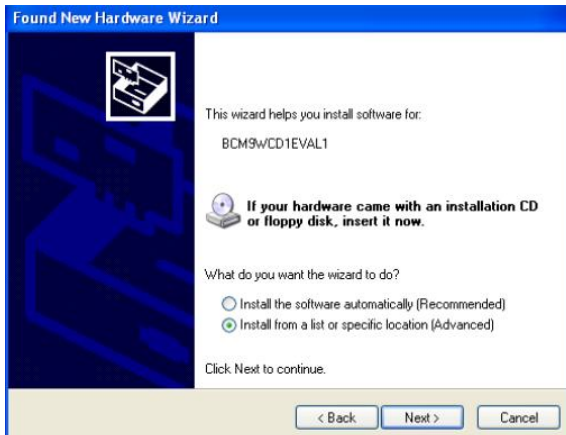 Found New Hardware Wizard
This wizard helps you install software for:
BCM9WCD1EVAL1
If your hardware came with an installation CD
or floppy disk, insert it now.
What do you want the wizard to do?
Install the software automatically (Recommended)
Install from a list or specific location (Advanced)
Click Next to continue.
< Back Next > Cancel